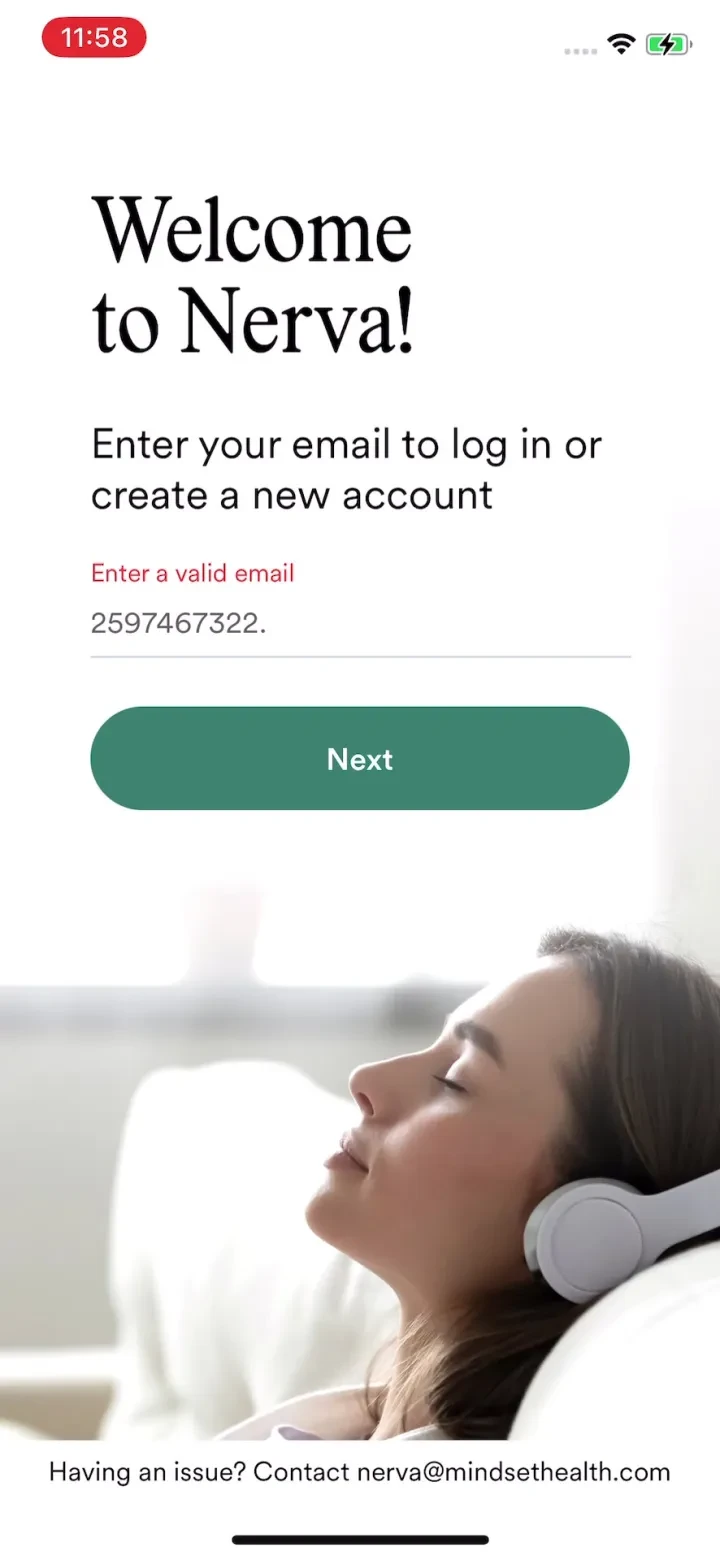 11:58
Welcome
to Nerva!
Enter your email to log in or
create a new account
Enter a valid email
2597467322.
Next
Having an issue? Contact nerva@mindsethealth.com